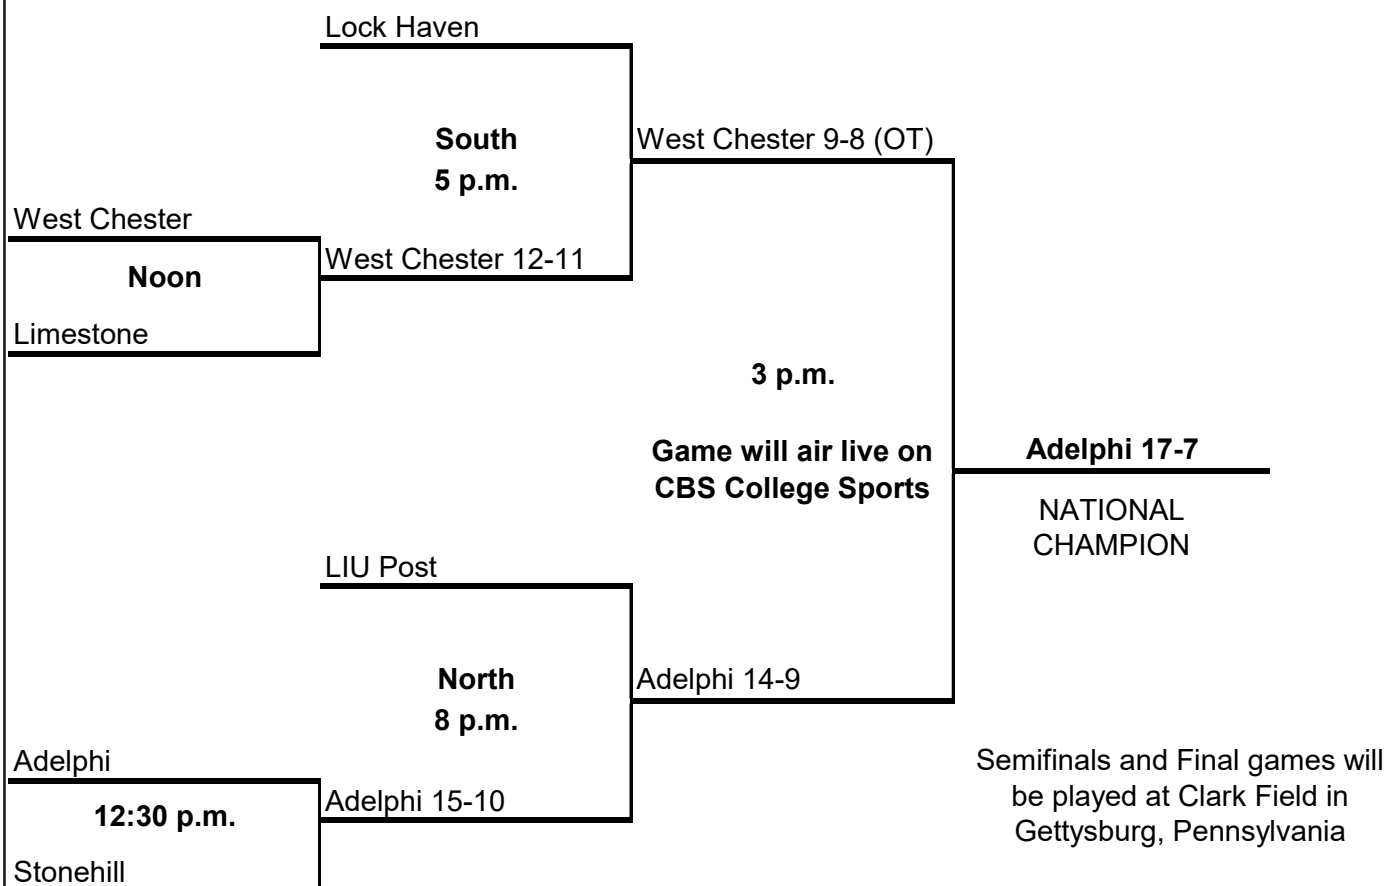 Lock Haven
South
5 p.m.
West Chester 9-8 (OT)
West Chester
Noon
West Chester 12-11
Limestone
3 p.m.
Game will air live on
CBS College Sports
Adelphi 17-7
NATIONAL
CHAMPION
LIU Post
North
8 p.m.
Adelphi 14-9
Adelphi
12:30 p.m.
Adelphi 15-10
Stonehill
Semifinals and Final games will
be played at Clark Field in
Gettysburg, Pennsylvania